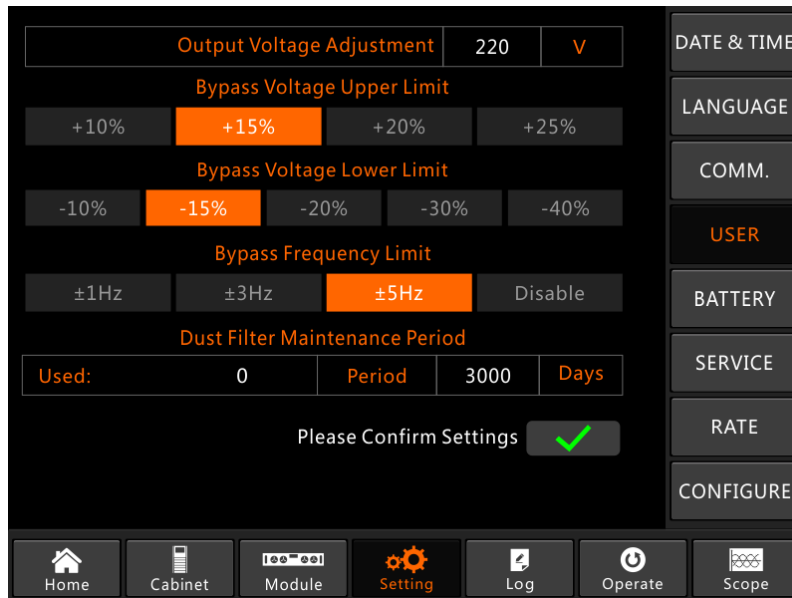 Output Voltage Adjustment 220 V
Bypass Voltage Upper Limit
+10% +15% +20% +25%
Bypass Voltage Lower Limit
-10% -15% -20% -30% -40%
Bypass Frequency Limit
±1Hz ±3Hz ±5Hz Disable
Dust Filter Maintenance Period
Used: 0 Period 3000 Days
Please Confirm Settings
DATE & TIME
LANGUAGE
COMM.
USER
BATTERY
SERVICE
RATE
CONFIGURE
Home Cabinet Module Setting Log Operate Scope